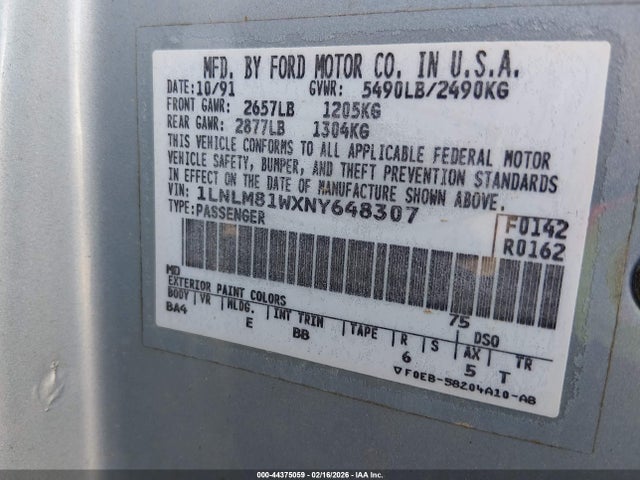 MFD. BY FORD MOTOR CO. IN U.S.A.
DATE: 10/91 GVWR: 5490LB/2490KG
FRONT GAWR: 2657LB 1205KG
REAR GAWR: 2877LB 1304KG
THIS VEHICLE CONFORMS TO ALL APPLICABLE FEDERAL MOTOR
VEHICLE SAFETY, BUMPER, AND THEFT PREVENTION STANDARDS
IN EFFECT ON THE DATE OF MANUFACTURE SHOWN ABOVE.
VIN: 1LNLM81WXNY648307
TYPE: PASSENGER
F0142
R0162
MO
EXTERIOR PAINT COLORS 75 DSO
BODY VR MLDG. INT TRIM TAPE R S AX TR
BA4 E BB 6 5 T
▽F0EB-58204A10-AB
000-44375059 - 02/16/2026 - IAA Inc.